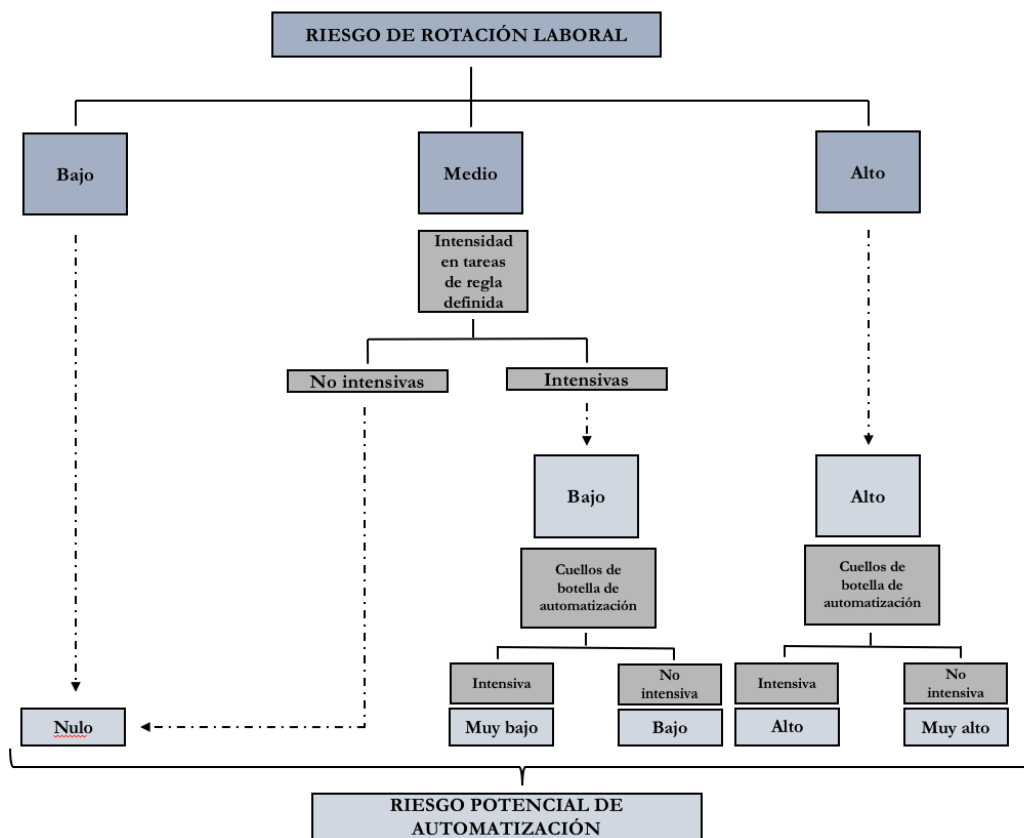 RIESGO DE ROTACIÓN LABORAL
Bajo
Medio
Alto
Intensidad
en tareas
de regla
definida
No intensivas
Intensivas
Bajo
Alto
Cuellos de
botella de
automatización
Cuellos de
botella de
automatización
Intensiva
No
intensiva
Intensiva
No
intensiva
Nulo
Muy bajo
Bajo
Alto
Muy alto
RIESGO POTENCIAL DE
AUTOMATIZACIÓN